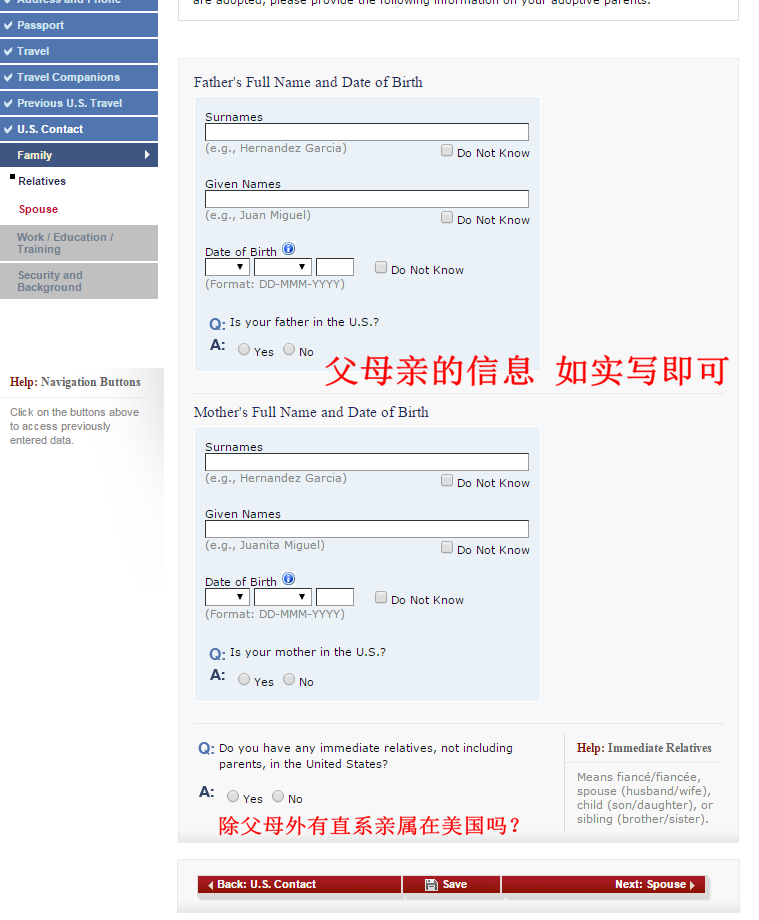 Address and Phone
Passport
Travel
Travel Companions
Previous U.S. Travel
U.S. Contact
Family
Relatives
Spouse
Work / Education /
Training
Security and
Background
Help: Navigation Buttons
Click on the buttons above
to access previously
entered data.
are adopted, please provide the following information on your adoptive parents.
Father's Full Name and Date of Birth
Surnames
(e.g., Hernandez Garcia)
Do Not Know
Given Names
(e.g., Juan Miguel)
Do Not Know
Date of Birth
Do Not Know
(Format: DD-MMM-YYYY)
Q: Is your father in the U.S.?
A: Yes No
父母亲的信息 如实写即可
Mother's Full Name and Date of Birth
Surnames
(e.g., Hernandez Garcia)
Do Not Know
Given Names
(e.g., Juanita Miguel)
Do Not Know
Date of Birth
Do Not Know
(Format: DD-MMM-YYYY)
Q: Is your mother in the U.S.?
A: Yes No
Q: Do you have any immediate relatives, not including
parents, in the United States?
A: Yes No
除父母外有直系亲属在美国吗?
Help: Immediate Relatives
Means fiancé/fiancée,
spouse (husband/wife),
child (son/daughter), or
sibling (brother/sister).
Back: U.S. Contact
Save
Next: Spouse